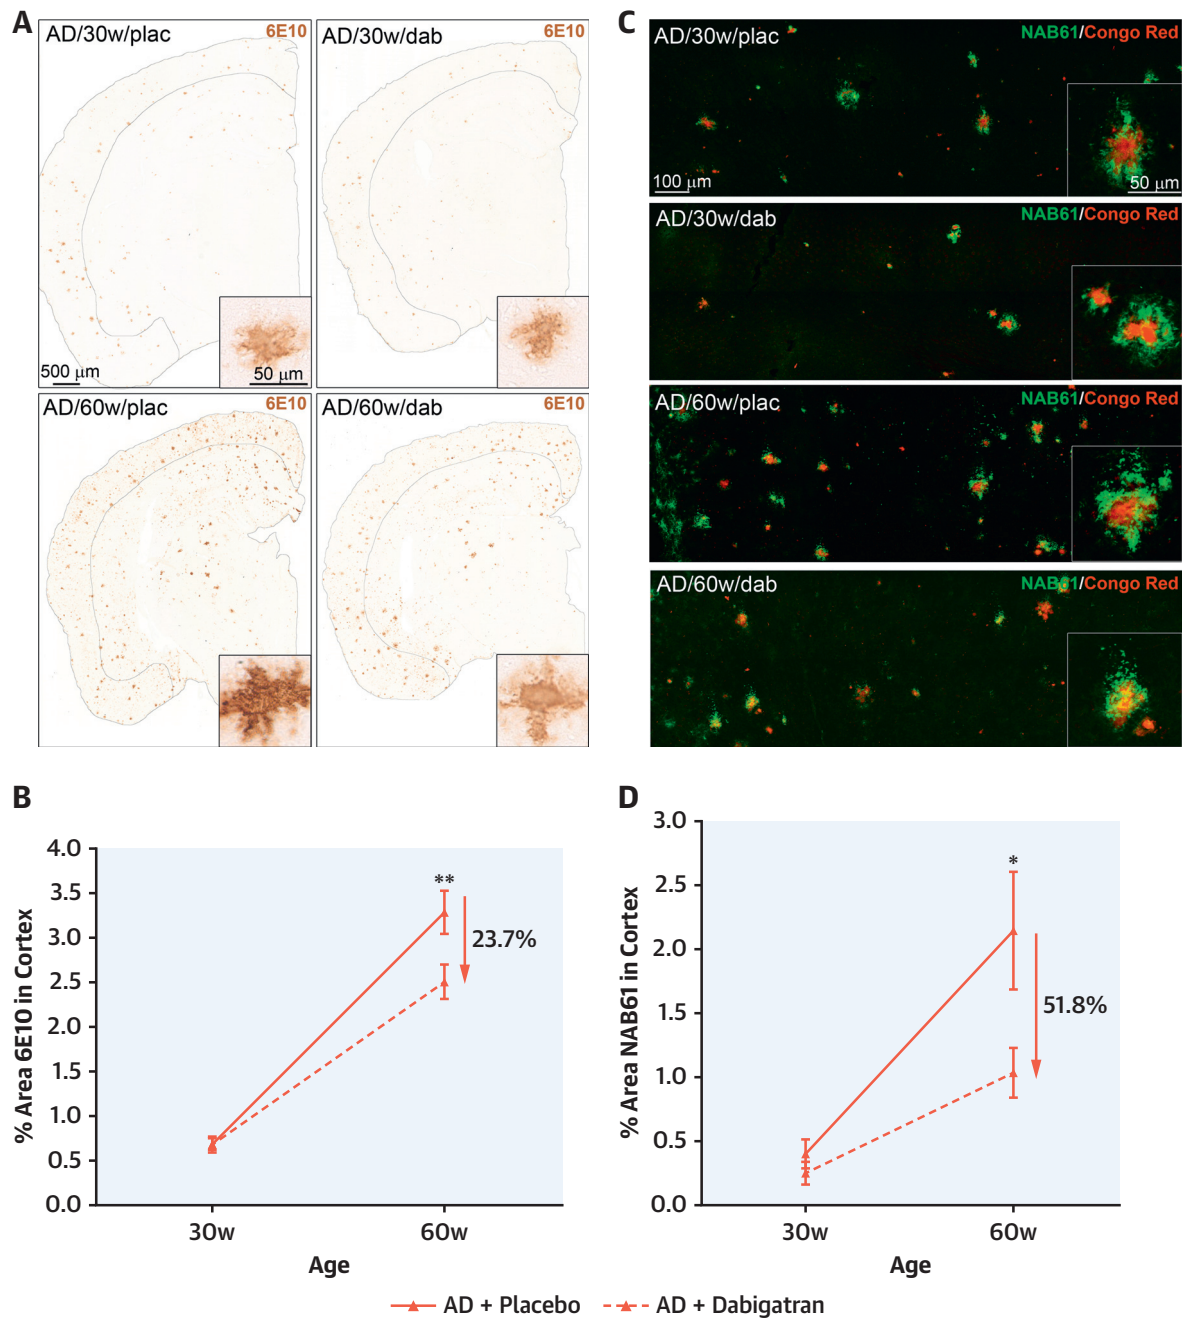 A
AD/30w/plac
6E10
500 µm
50 µm
AD/30w/dab
6E10
AD/60w/plac
6E10
AD/60w/dab
6E10
C
AD/30w/plac
NAB61/Congo Red
100 µm
50 µm
AD/30w/dab
NAB61/Congo Red
AD/60w/plac
NAB61/Congo Red
AD/60w/dab
NAB61/Congo Red
B
% Area 6E10 in Cortex
4.0
3.5
3.0
2.5
2.0
1.5
1.0
0.5
0.0
**
23.7%
30w
60w
Age
D
% Area NAB61 in Cortex
3.0
2.5
2.0
1.5
1.0
0.5
0.0
*
51.8%
30w
60w
Age
AD + Placebo
AD + Dabigatran